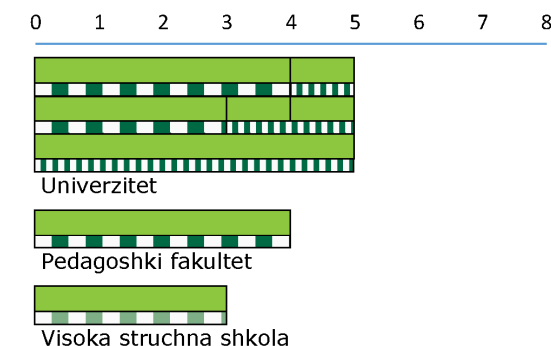 0 1 2 3 4 5 6 7 8
Univerzitet
Pedagoshki fakultet
Visoka struchna shkola